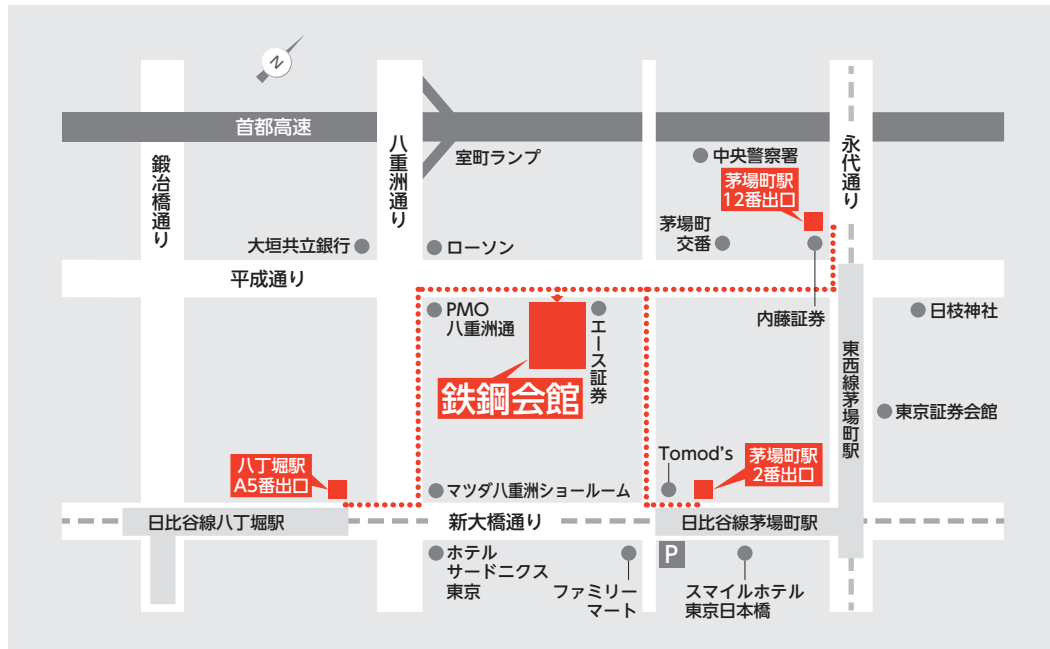 N
首都高速
鍛冶橋通り
八重洲通り
室町ランプ
中央警察署
永代通り
茅場町駅
12番出口
茅場町
交番
大垣共立銀行
ローソン
平成通り
内藤証券
日枝神社
PMO
八重洲通
エース証券
鉄鋼会館
東西線茅場町駅
東京証券会館
八丁堀駅
A5番出口
マツダ八重洲ショールーム
Tomod's
茅場町駅
2番出口
日比谷線八丁堀駅
新大橋通り
日比谷線茅場町駅
P
ホテル
サードニクス
東京
ファミリー
マート
スマイルホテル
東京日本橋